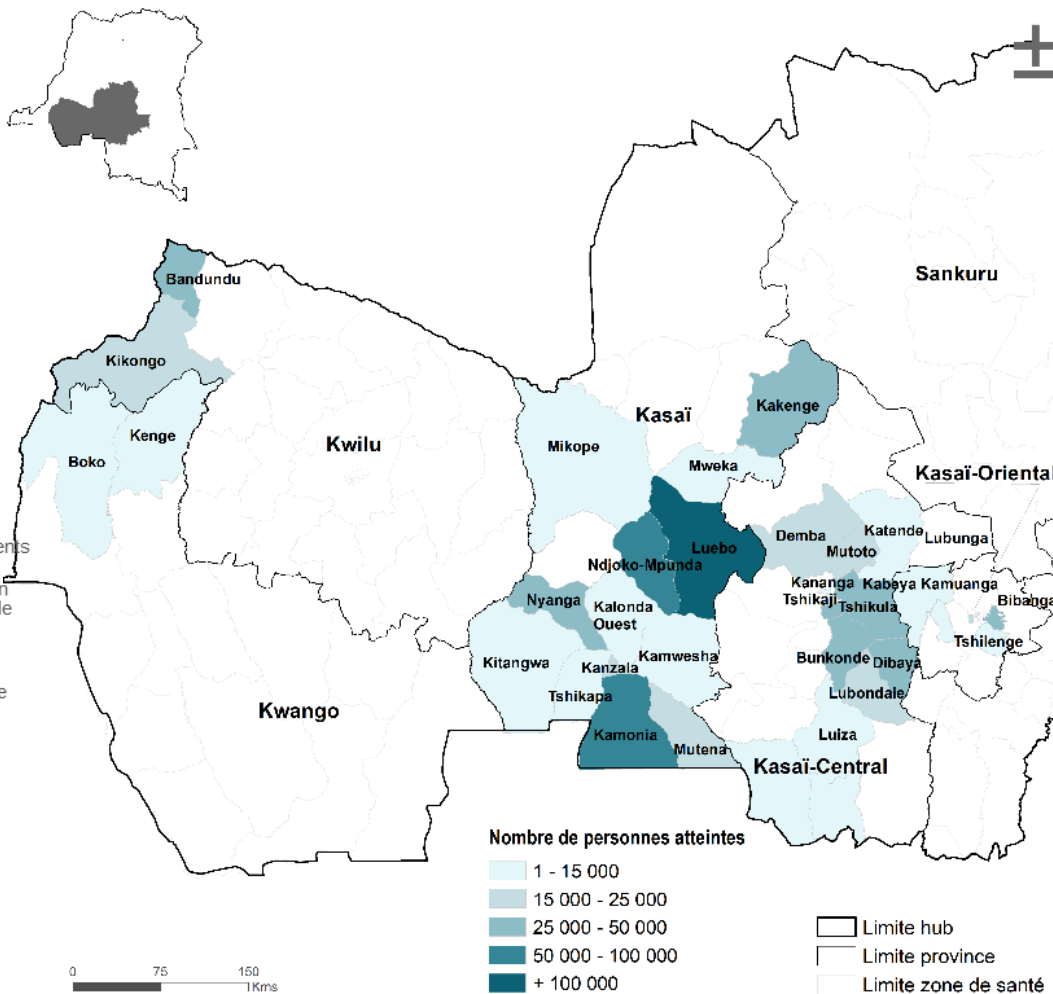 Bandundu
Sankuru
Kikongo
Kasaï
Kakenge
Kenge
Kwilu
Mikope
Boko
Mweka
Kasaï-Oriental
Demba
Katende
Lubunga
Luebo
Mutoto
ents
Ndjoko-Mpunda
Kananga
Kabeya Kamuanga
n
Nyanga
Kalonda
Ouest
Tshikaji
Tshikula
Bibanga
le
Tshilenge
Kitangwa
Kanzala
Kamwesha
Bunkonde
Dibaya
e
Tshikapa
Lubondaie
Kwango
Kamonia
Mutena
Luiza
Kasaï-Central
Nombre de personnes atteintes
1 - 15 000
15 000 - 25 000
25 000 - 50 000
50 000 - 100 000
+ 100 000
Limite hub
Limite province
Limite zone de santé
0 75 150
Kms